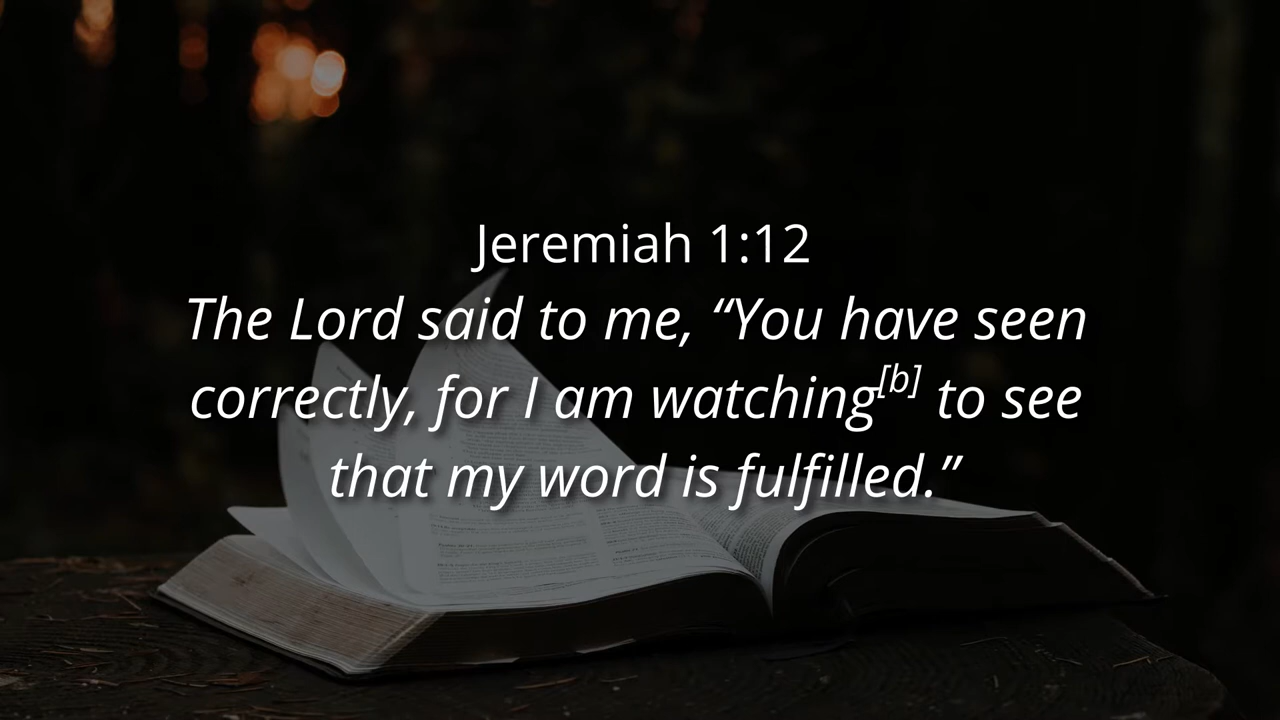 Jeremiah 1:12
The Lord said to me, “You have seen
correctly, for I am watching[b] to see
that my word is fulfilled.”